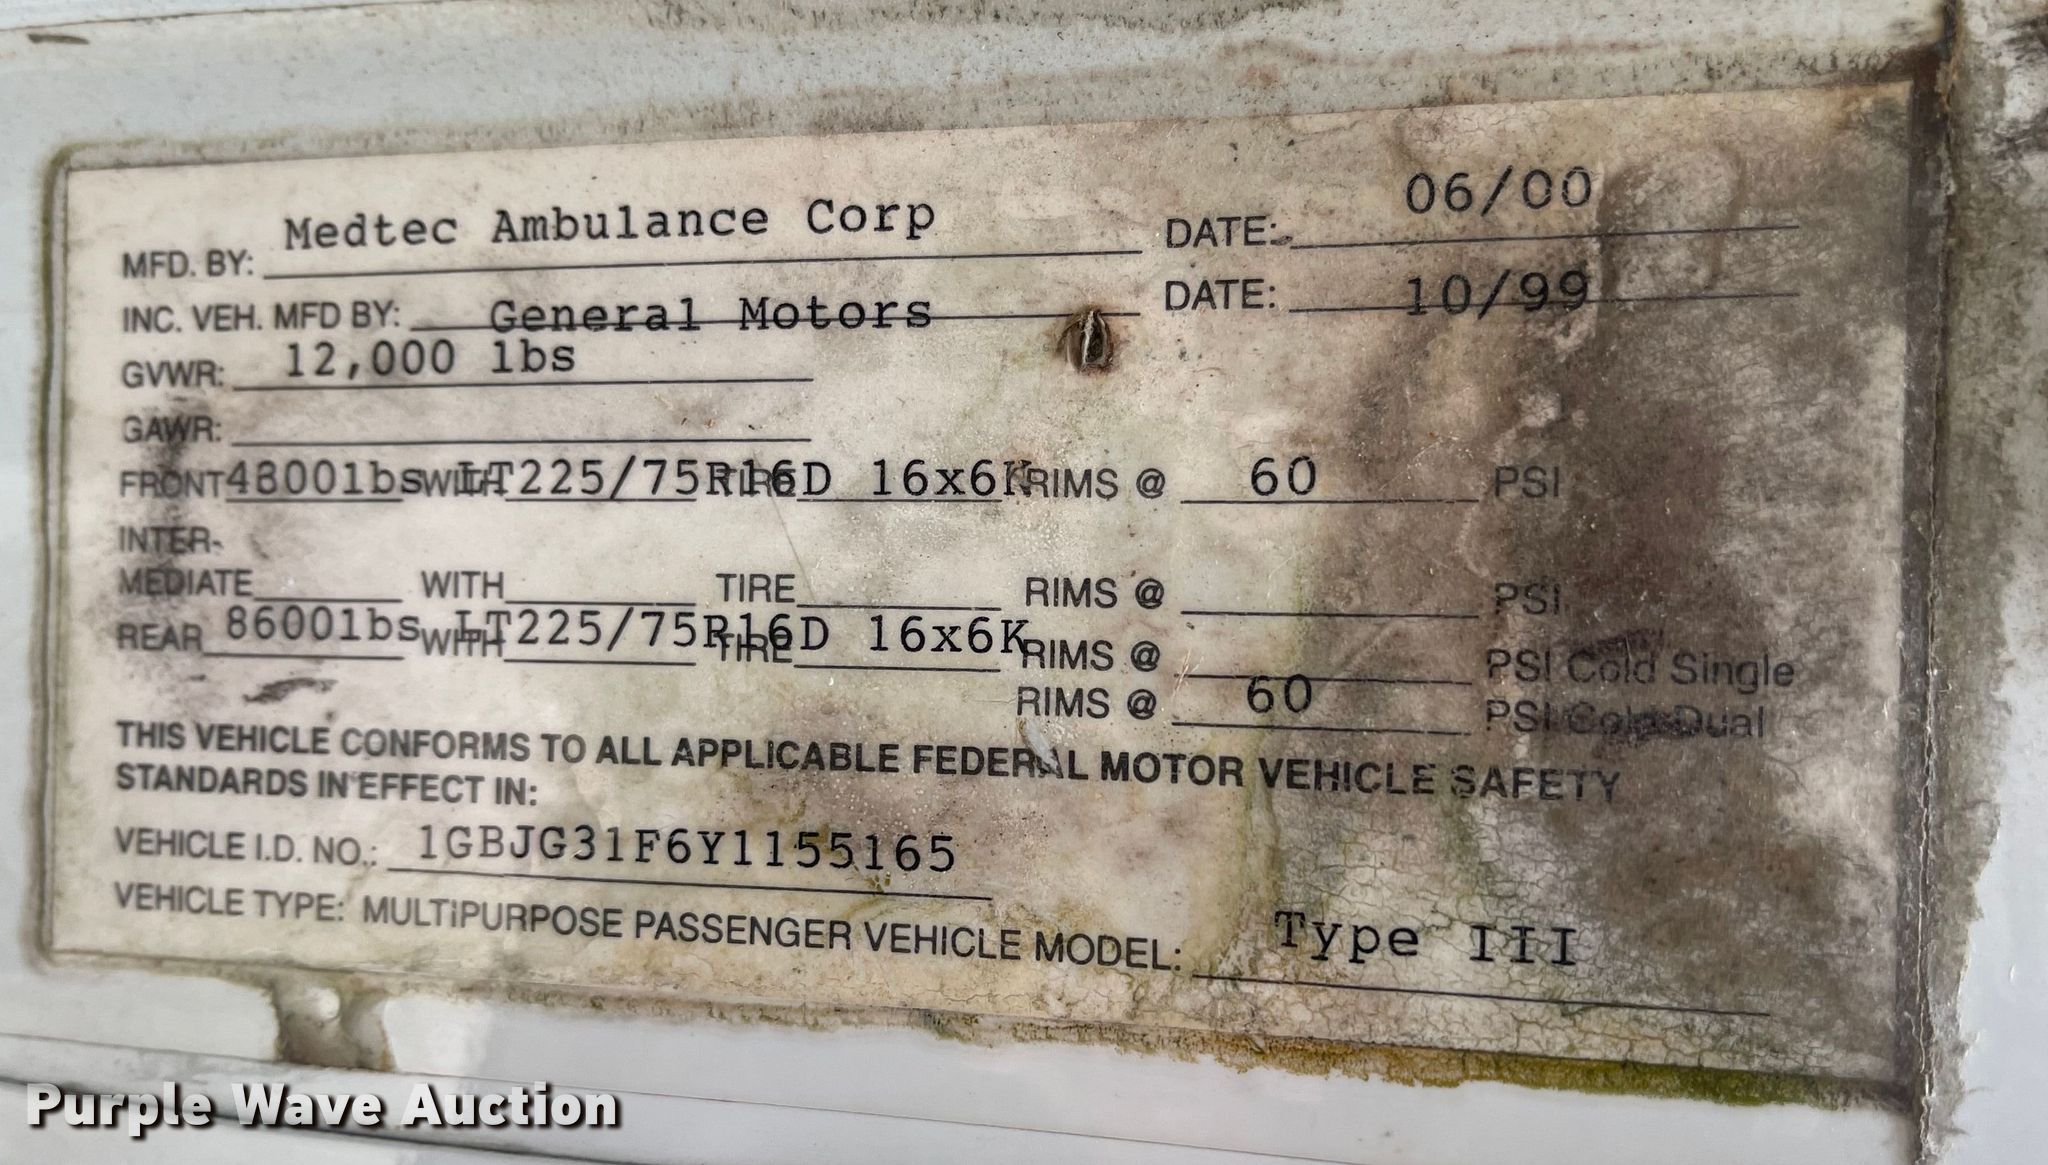 MFD. BY: Medtec Ambulance Corp DATE: 06/00
INC. VEH. MFD BY: General Motors DATE: 10/99
GVWR: 12,000 lbs
GAWR:
FRONT 4800lbs WITH LT225/75R16D TIRE 16x6K RIMS @ 60 PSI
INTER-
MEDIATE WITH TIRE RIMS @ PSI
REAR 8600lbs WITH LT225/75R16D TIRE 16x6K RIMS @ PSI Cold Single
RIMS @ 60 PSI Cold Dual
THIS VEHICLE CONFORMS TO ALL APPLICABLE FEDERAL MOTOR VEHICLE SAFETY
STANDARDS IN EFFECT IN:
VEHICLE I.D. NO.: 1GBJG31F6Y1155165
VEHICLE TYPE: MULTIPURPOSE PASSENGER VEHICLE MODEL: Type III
Purple Wave Auction